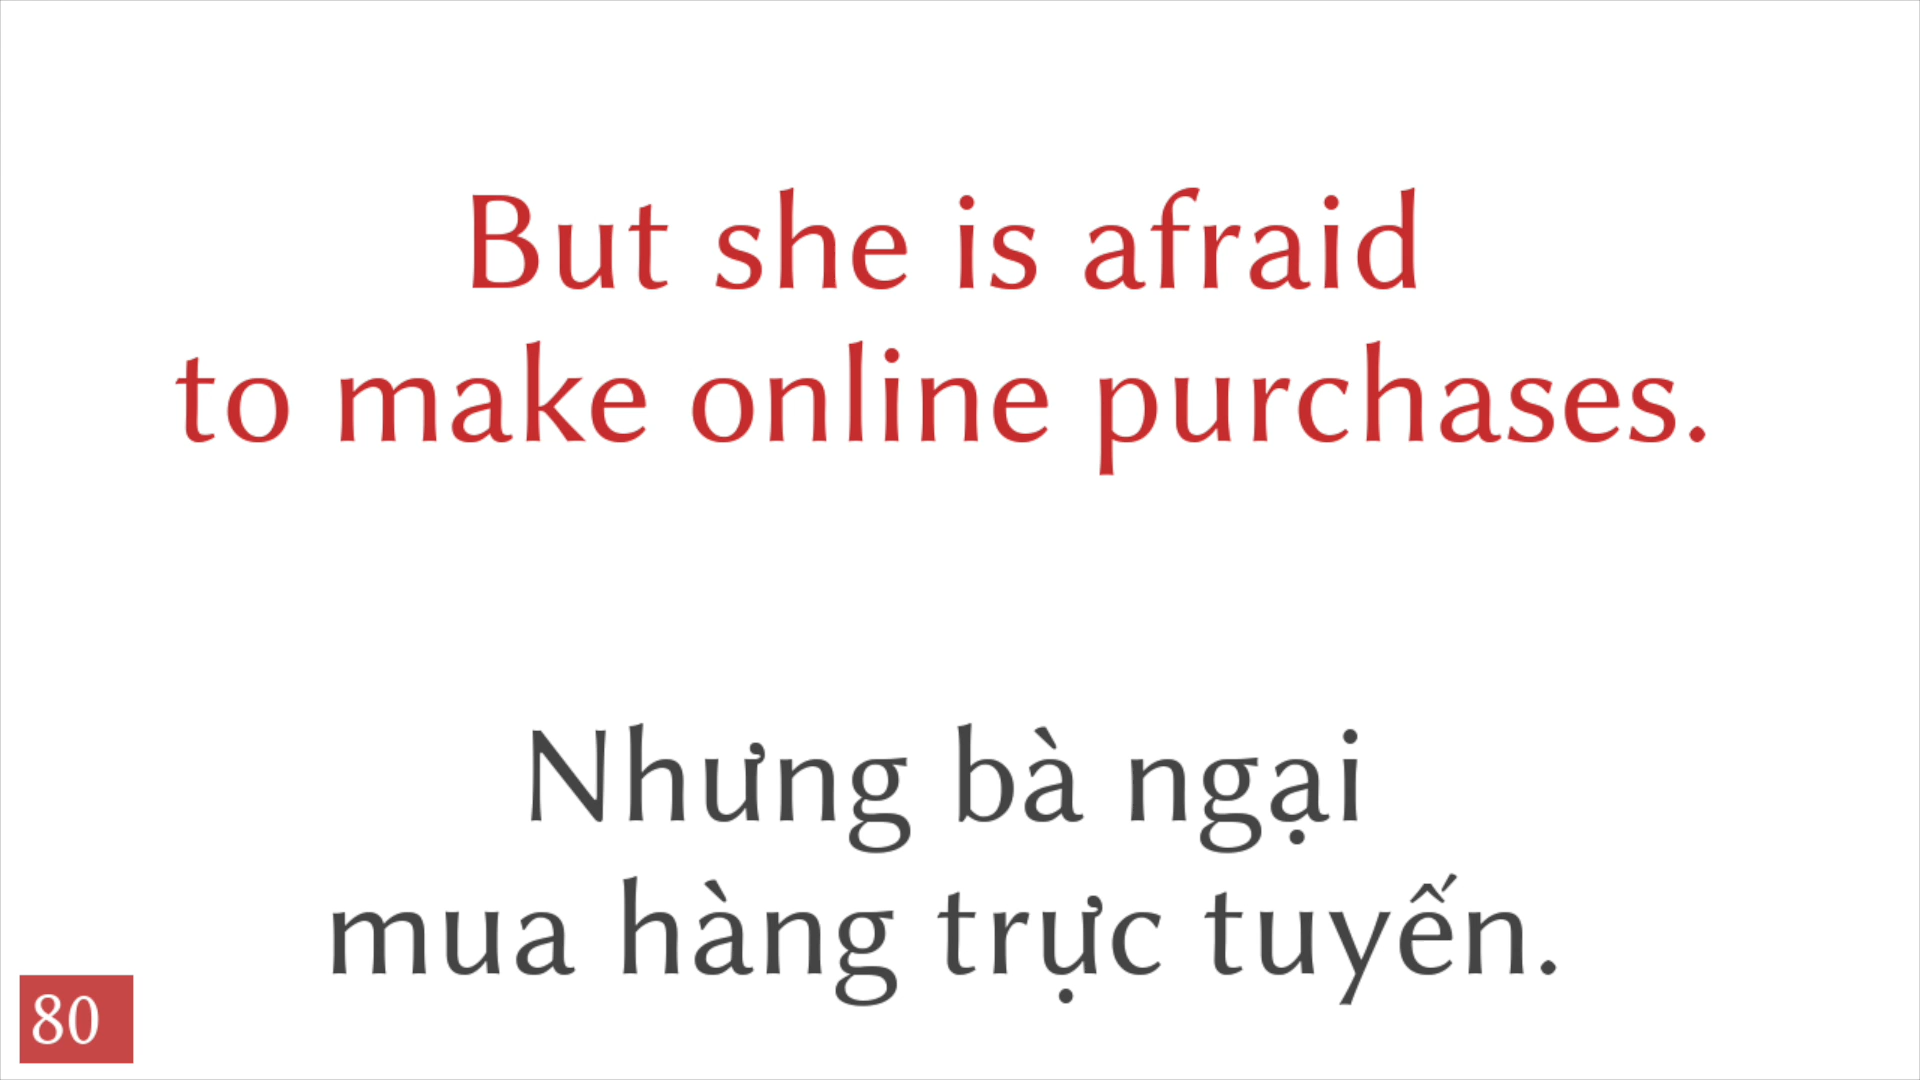 But she is afraid
to make online purchases.
Nhưng bà ngại
mua hàng trực tuyến.
80